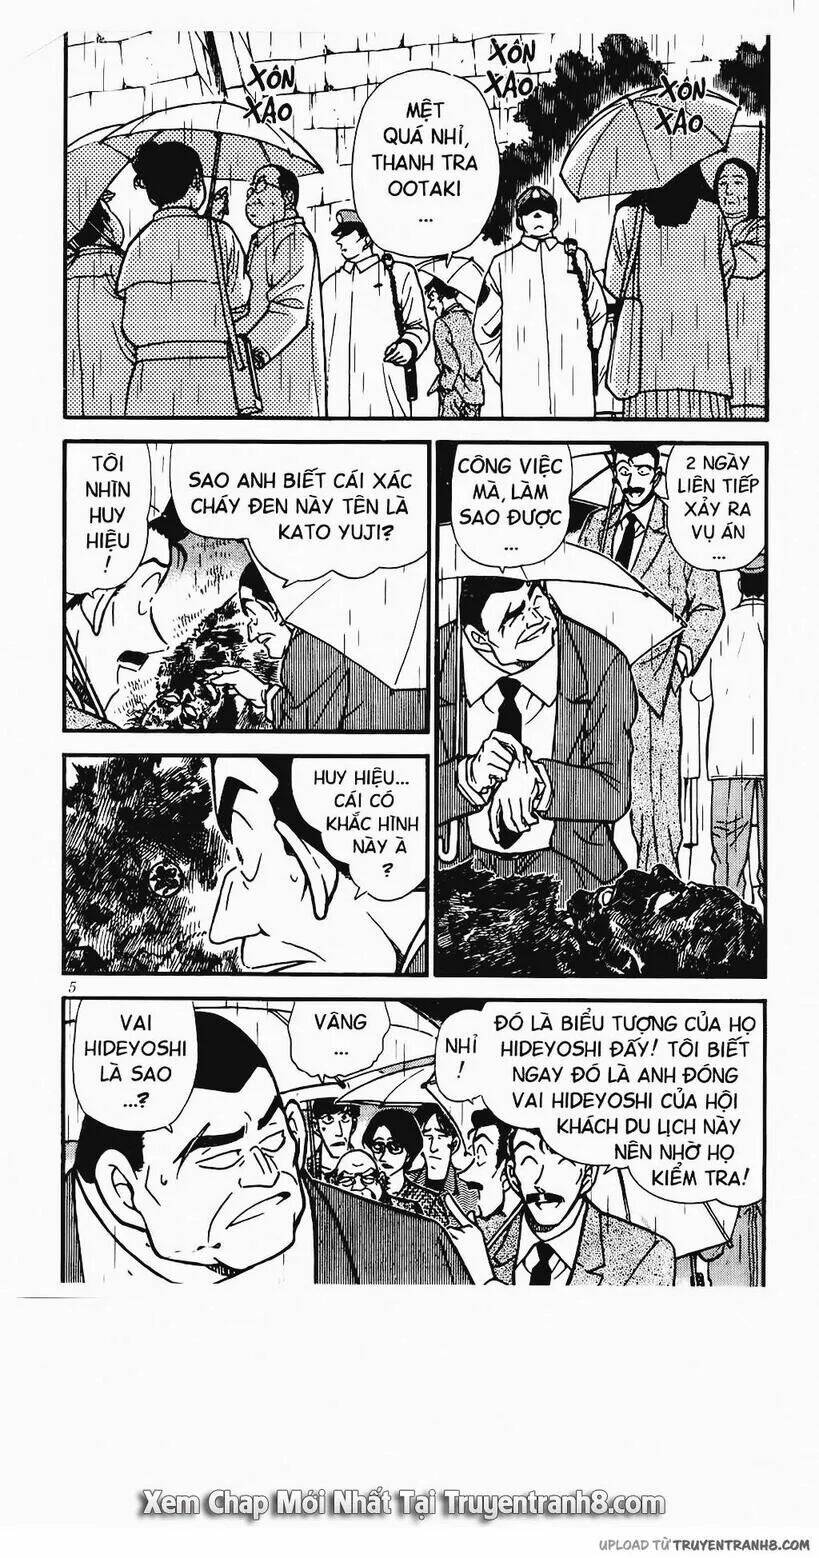 XÔN
XAO
XÔN
XAO
XÔN
XAO
MỆT
QUÁ NHỈ,
THANH TRA
OOTAKI
...
2 NGÀY
LIÊN TIẾP
XẢY RA
VỤ ÁN
...
CÔNG VIỆC
MÀ, LÀM
SAO ĐƯỢC
...
SAO ANH BIẾT CÁI XÁC
CHÁY ĐEN NÀY TÊN LÀ
KATO YUJI?
TÔI
NHÌN
HUY
HIỆU
!
HUY HIỆU...
CÁI CÓ
KHẮC HÌNH
NÀY À
?
5
ĐÓ LÀ BIỂU TƯỢNG CỦA HỌ
HIDEYOSHI ĐẤY! TÔI BIẾT
NGAY ĐÓ LÀ ANH ĐÓNG
VAI HIDEYOSHI CỦA HỘI
KHÁCH DU LỊCH NÀY
NÊN NHỜ HỌ
KIỂM TRA!
NHỈ
!
VÂNG
...
VAI
HIDEYOSHI
LÀ SAO
...?
Xem Chap Mới Nhất Tại Truyentranh8.com
UPLOAD TỪ TRUYENTRANH8.COM